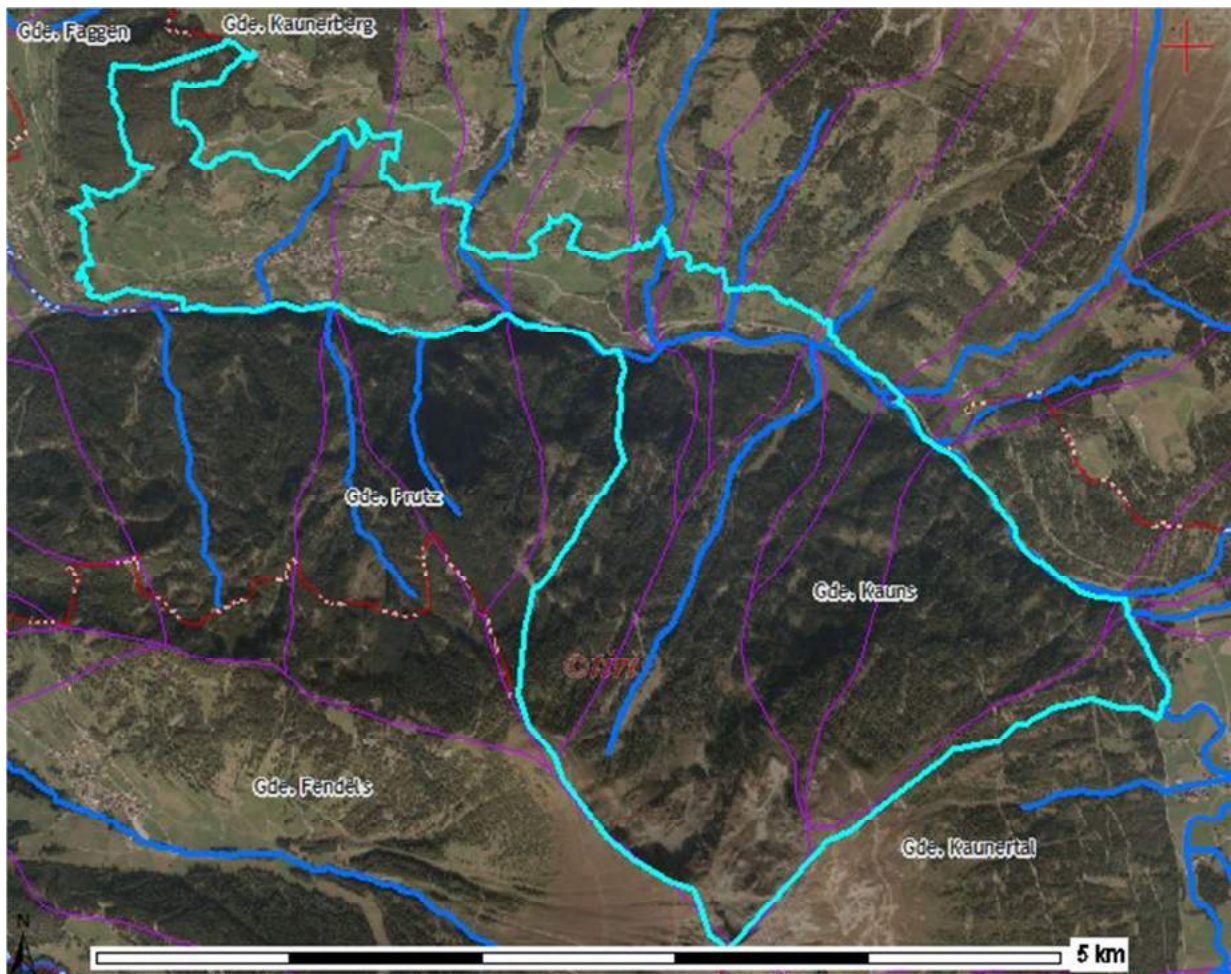 Gde. Kaunerberg
Gde. Faggen
Gde. Prutz
Gde. Kauns
Gde. Fendels
Gde. Kaunertal
N
5 km